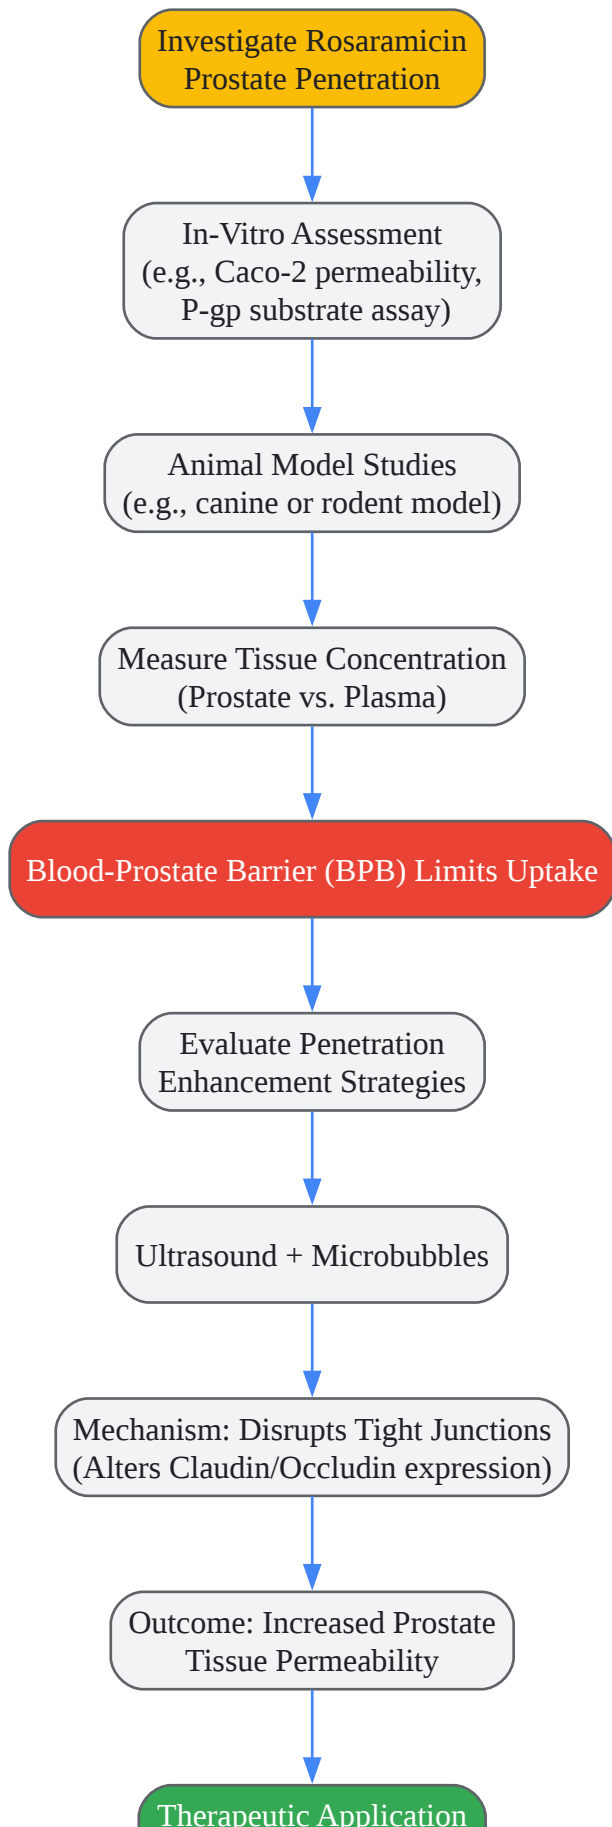 Investigate Rosaramicin
Prostate Penetration
In-Vitro Assessment
(e.g., Caco-2 permeability,
P-gp substrate assay)
Animal Model Studies
(e.g., canine or rodent model)
Measure Tissue Concentration
(Prostate vs. Plasma)
Blood-Prostate Barrier (BPB) Limits Uptake
Evaluate Penetration
Enhancement Strategies
Ultrasound + Microbubbles
Mechanism: Disrupts Tight Junctions
(Alters Claudin/Occludin expression)
Outcome: Increased Prostate
Tissue Permeability
Therapeutic Application